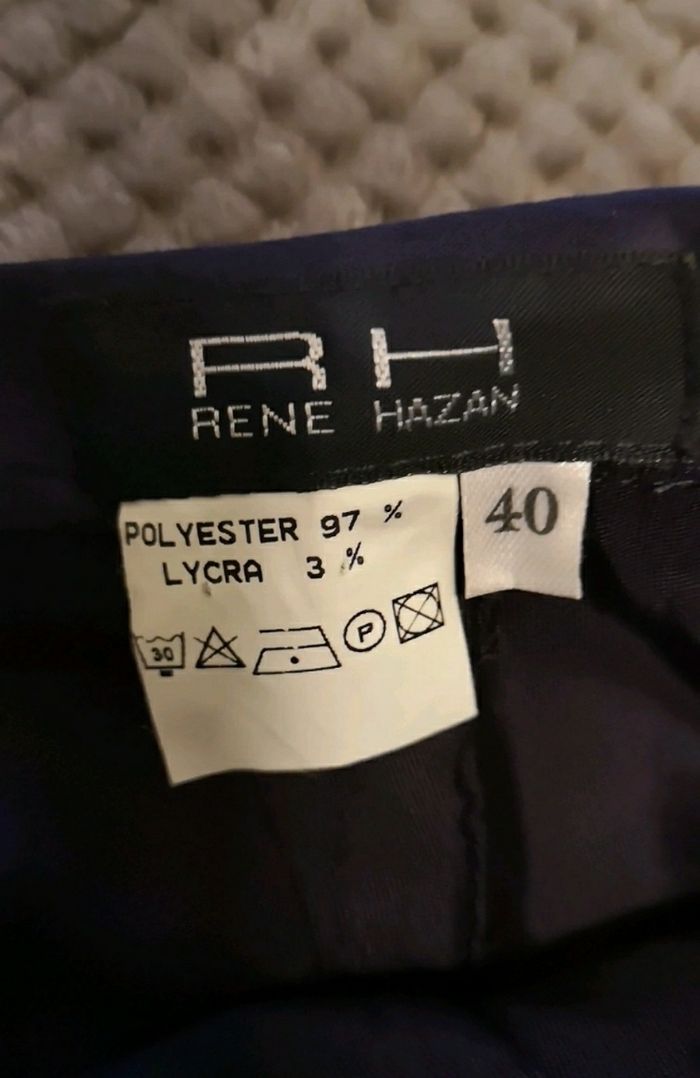 RH
RENE HAZAN
POLYESTER 97 %
LYCRA 3 %
40
30
P